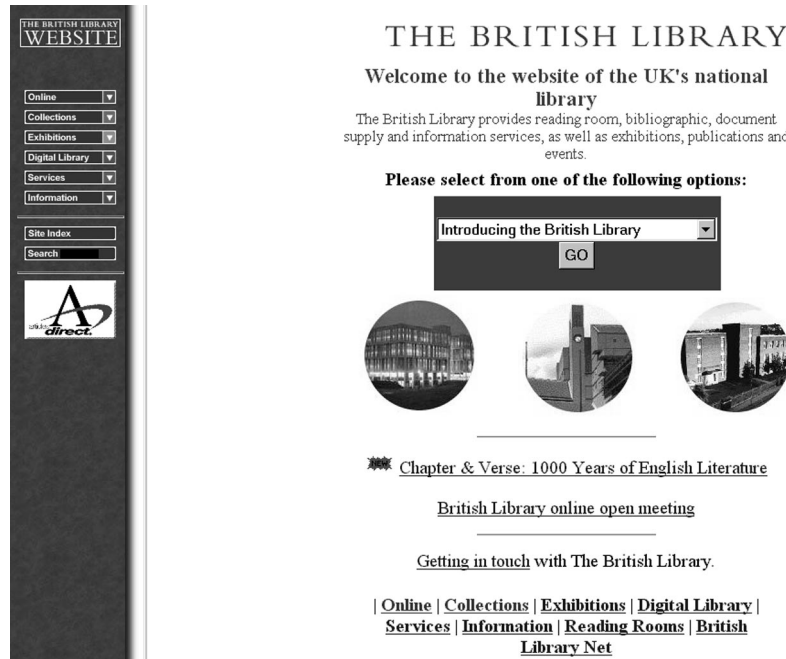 THE BRITISH LIBRARY
WEBSITE
Online
Collections
Exhibitions
Digital Library
Services
Information
Site Index
Search
direct.
THE BRITISH LIBRARY
Welcome to the website of the UK's national
library
The British Library provides reading room, bibliographic, document
supply and information services, as well as exhibitions, publications and
events.
Please select from one of the following options:
Introducing the British Library
GO
Chapter & Verse: 1000 Years of English Literature
British Library online open meeting
Getting in touch with The British Library.
| Online | Collections | Exhibitions | Digital Library |
Services | Information | Reading Rooms | British
Library Net